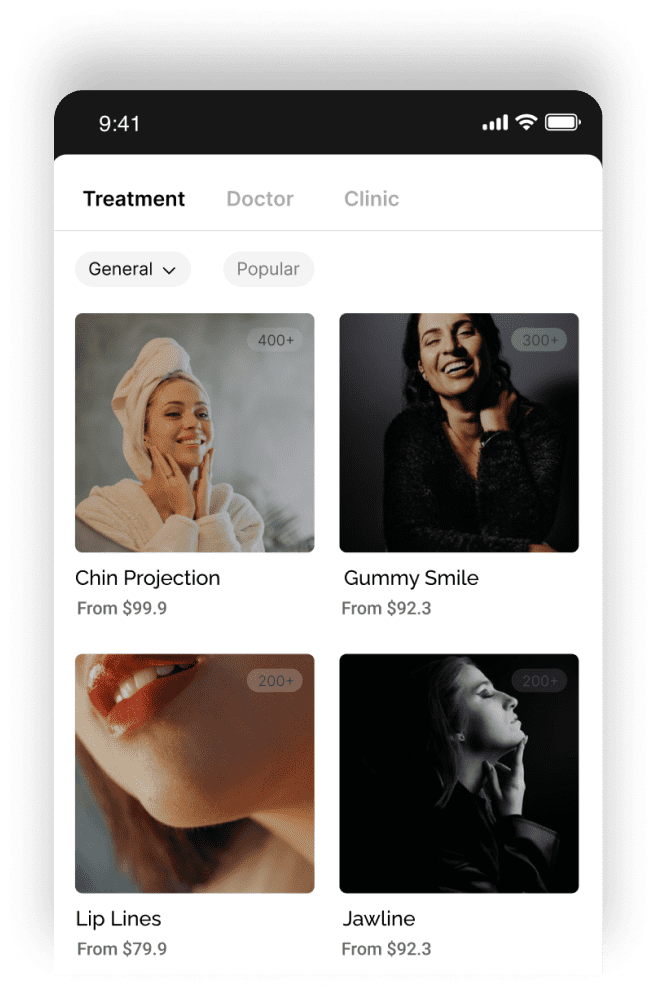 9:41
Treatment Doctor Clinic
General Popular
400+ 300+
Chin Projection Gummy Smile
From $99.9 From $92.3
200+ 200+
Lip Lines Jawline
From $79.9 From $92.3